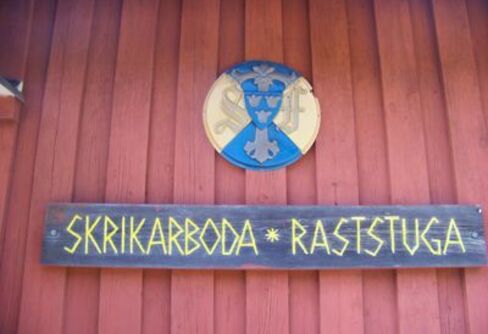 S F
SKRIKARBODA * RASTSTUGA